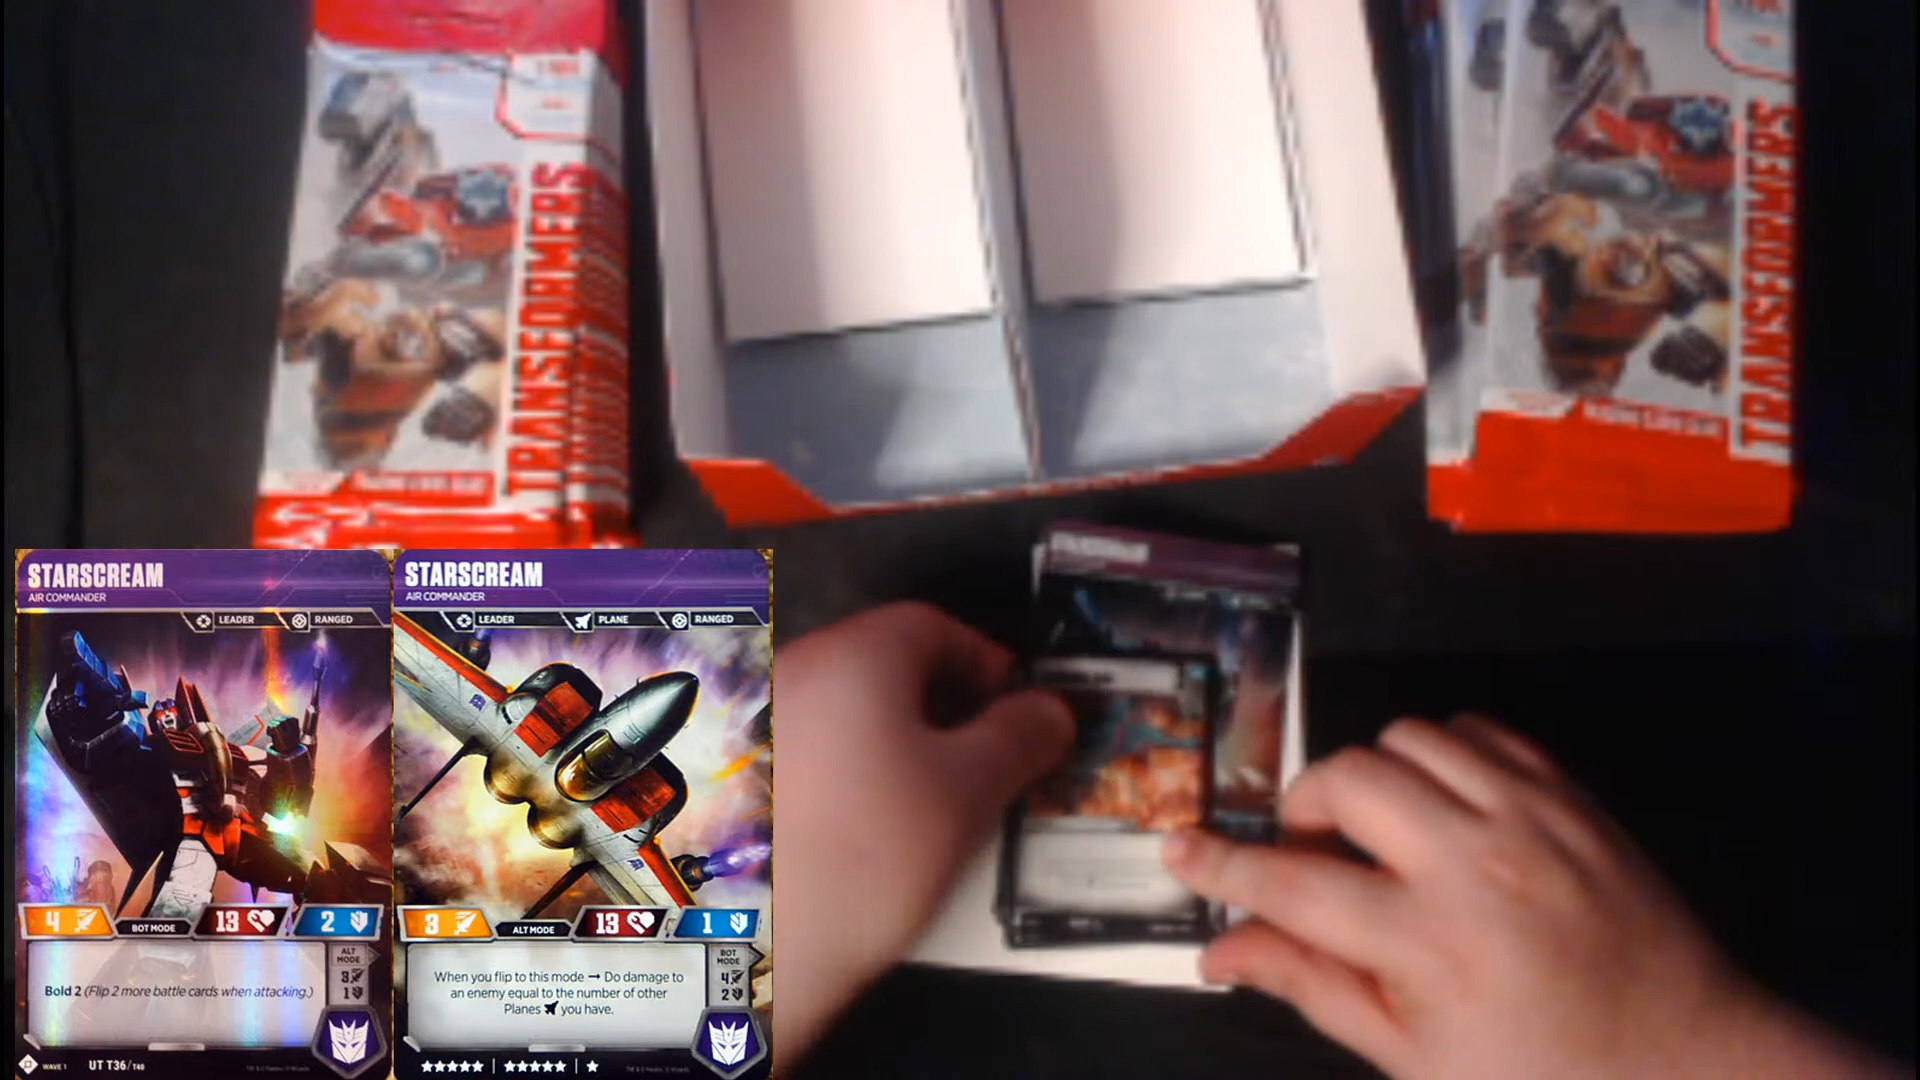 TRANSFORMERS
TRANSFORMERS
STARSCREAM
AIR COMMANDER
LEADER
RANGED
4
BOT MODE
13
2
ALT
MODE
3
1
Bold 2 (Flip 2 more battle cards when attacking.)
WAVE 1
UT T36/T40
STARSCREAM
AIR COMMANDER
LEADER
PLANE
RANGED
3
ALT MODE
13
1
BOT
MODE
4
2
When you flip to this mode → Do damage to
an enemy equal to the number of other
Planes you have.